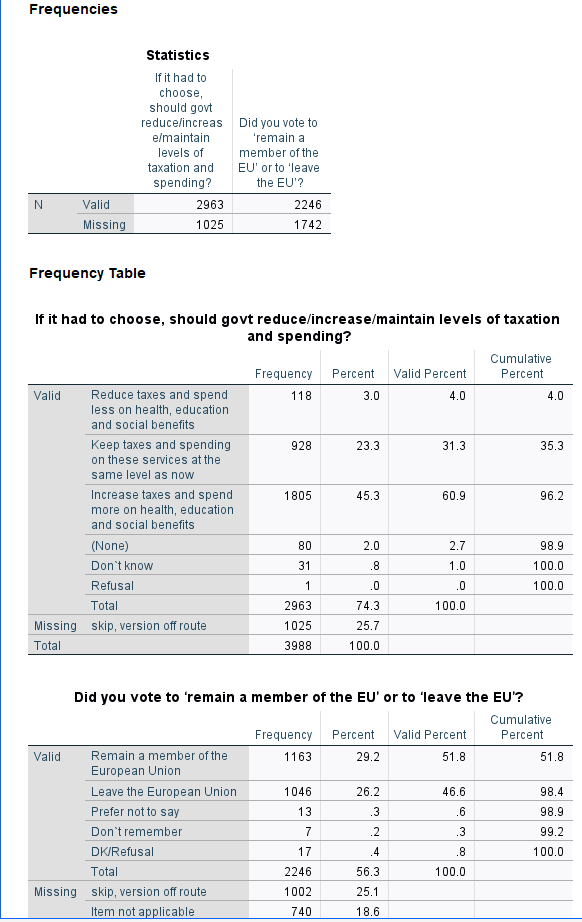 Frequencies
Statistics
If it had to
choose,
should govt
reduce/increas
e/maintain
levels of
taxation and
spending?
Did you vote to
‘remain a
member of the
EU’ or to ‘leave
the EU’?
N Valid 2963 2246
Missing 1025 1742
Frequency Table
If it had to choose, should govt reduce/increase/maintain levels of taxation
and spending?
Frequency Percent Valid Percent Cumulative
Percent
Valid Reduce taxes and spend 118 3.0 4.0 4.0
less on health, education
and social benefits
Keep taxes and spending 928 23.3 31.3 35.3
on these services at the
same level as now
Increase taxes and spend 1805 45.3 60.9 96.2
more on health, education
and social benefits
(None) 80 2.0 2.7 98.9
Don`t know 31 .8 1.0 100.0
Refusal 1 .0 .0 100.0
Total 2963 74.3 100.0
Missing skip, version off route 1025 25.7
Total 3988 100.0
Did you vote to ‘remain a member of the EU’ or to ‘leave the EU’?
Frequency Percent Valid Percent Cumulative
Percent
Valid Remain a member of the 1163 29.2 51.8 51.8
European Union
Leave the European Union 1046 26.2 46.6 98.4
Prefer not to say 13 .3 .6 98.9
Don`t remember 7 .2 .3 99.2
DK/Refusal 17 .4 .8 100.0
Total 2246 56.3 100.0
Missing skip, version off route 1002 25.1
Item not applicable 740 18.6